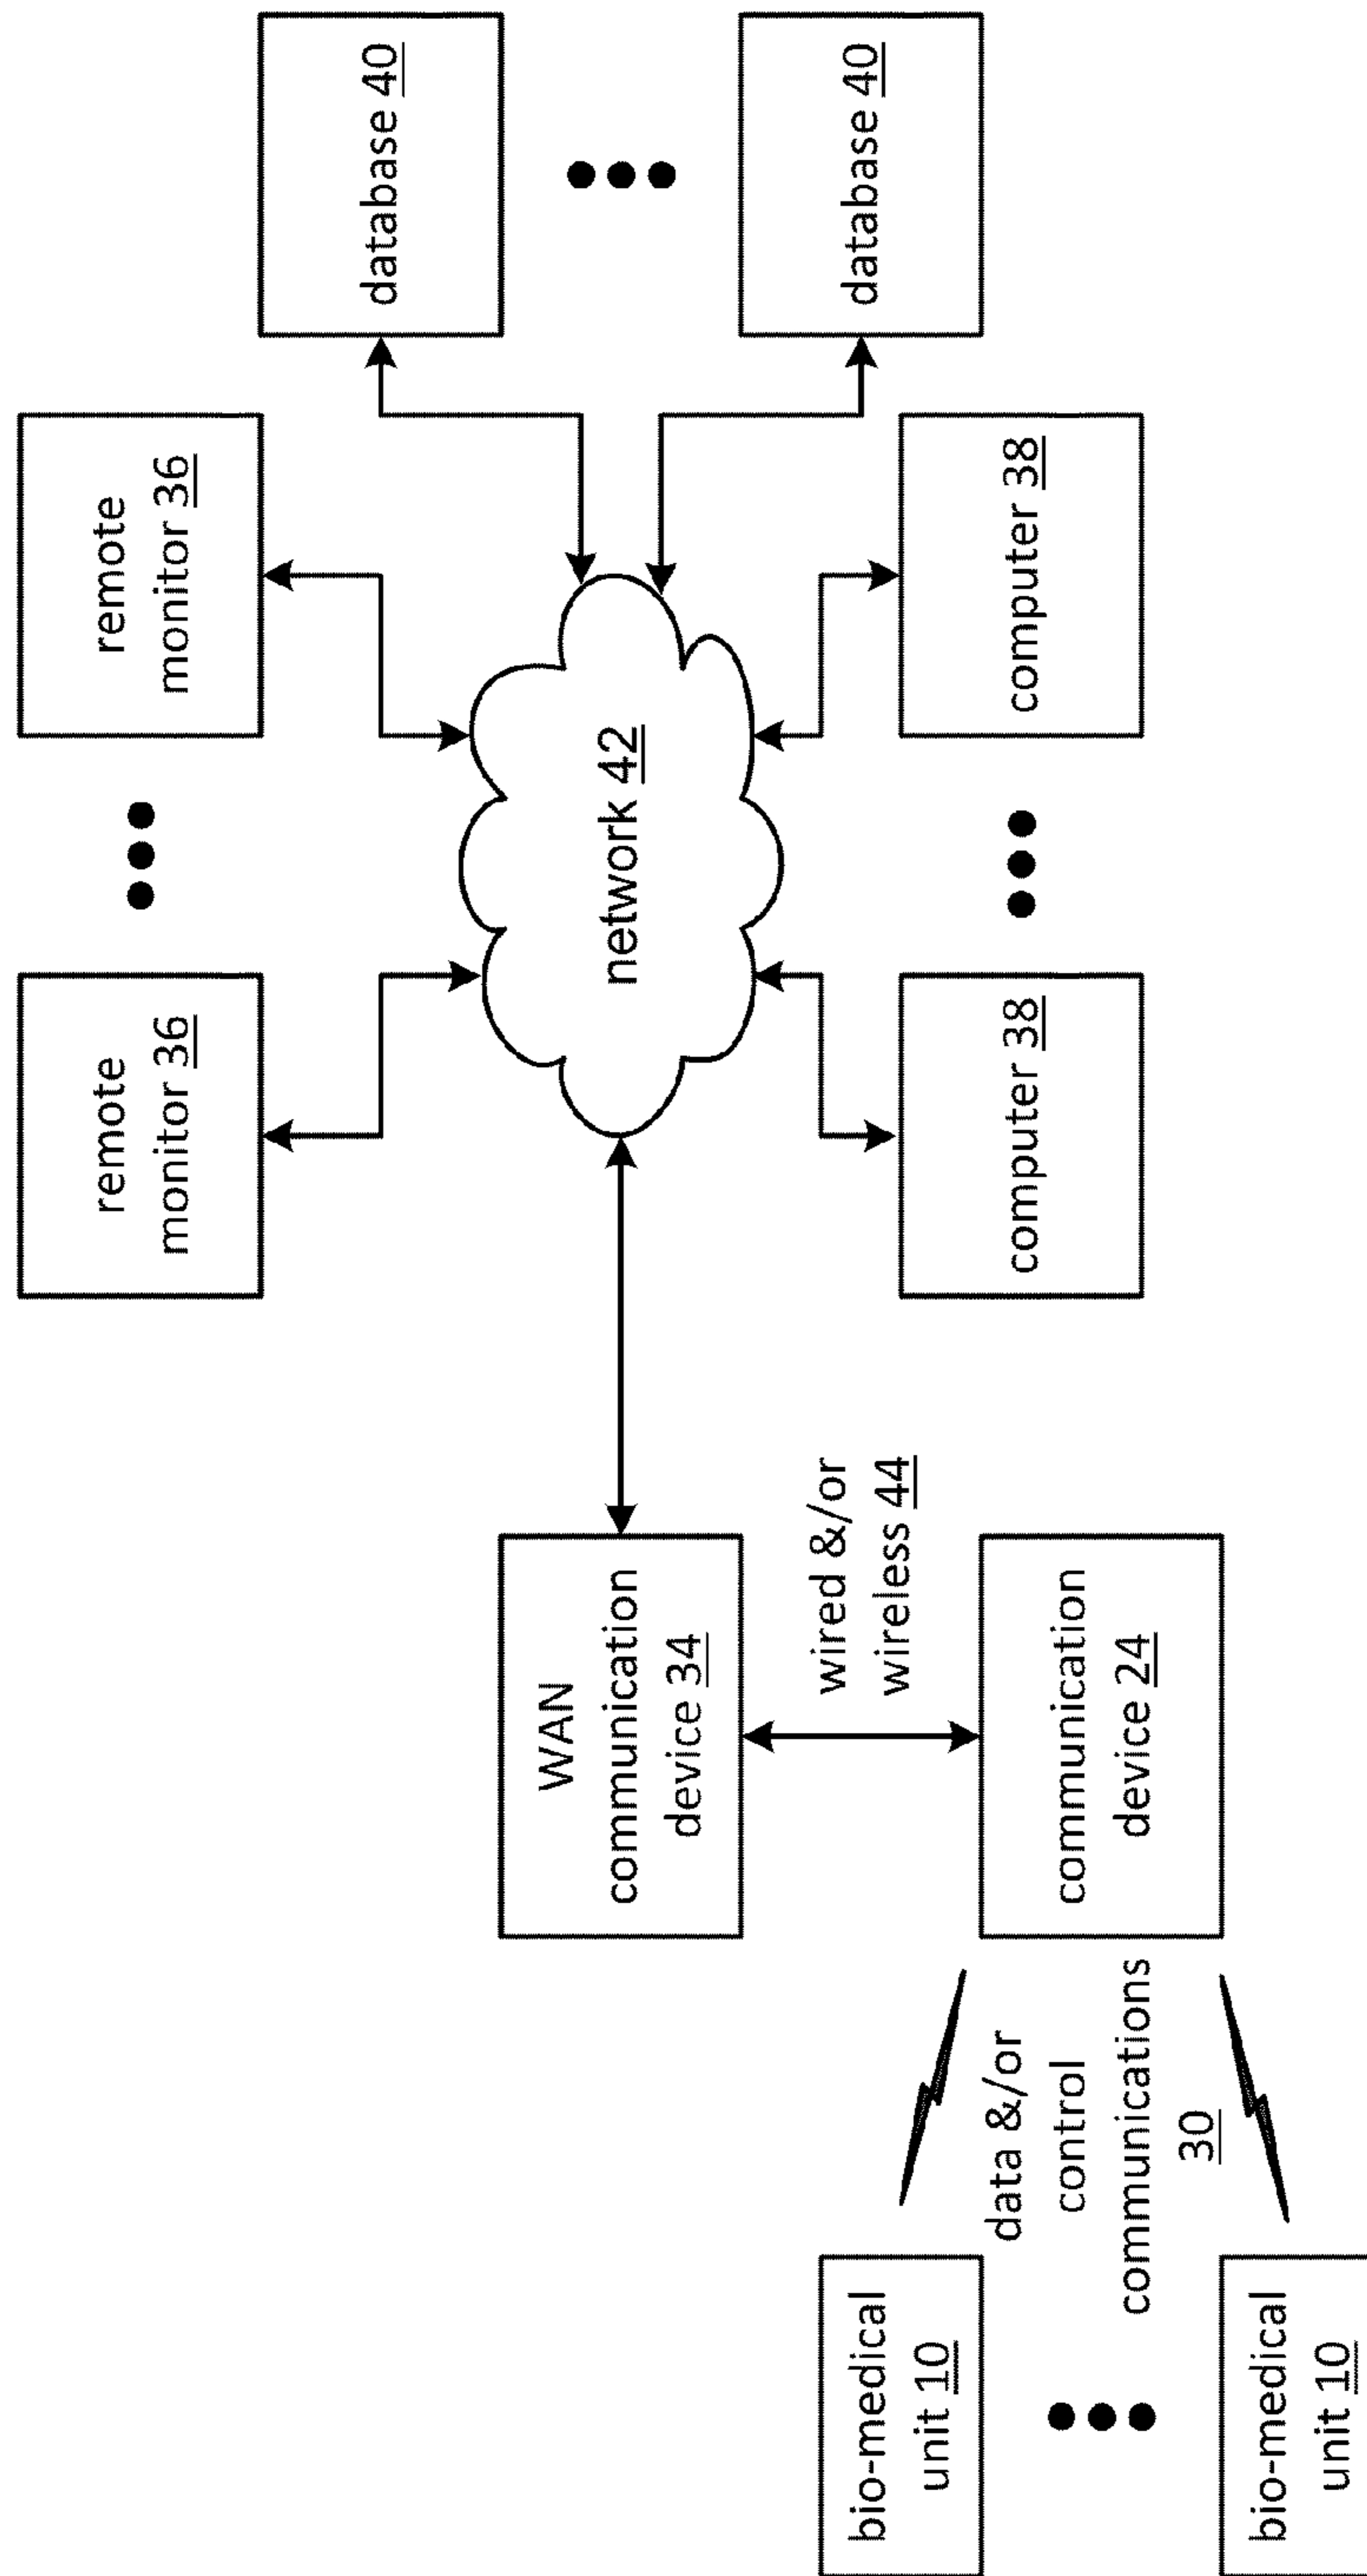 remote
monitor 36
remote
monitor 36
database 40
WAN
communication
device 34
network 42
database 40
wired &/or
wireless 44
bio-medical
unit 10
data &/or
control
communications
30
communication
device 24
computer 38
computer 38
bio-medical
unit 10